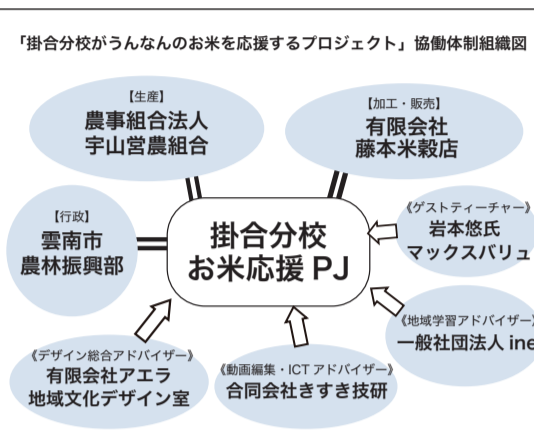 「掛合分校がうんなんのお米を応援するプロジェクト」協働体制組織図
【生産】
農事組合法人
宇山営農組合
【加工・販売】
有限会社
藤本米穀店
【行政】
雲南市
農林振興部
掛合分校
お米応援 PJ
《ゲストティーチャー》
岩本悠氏
マックスバリュ
《地域学習アドバイザー》
一般社団法人 ine
《デザイン総合アドバイザー》
有限会社アエラ
地域文化デザイン室
《動画編集・ICT アドバイザー》
合同会社きすき技研